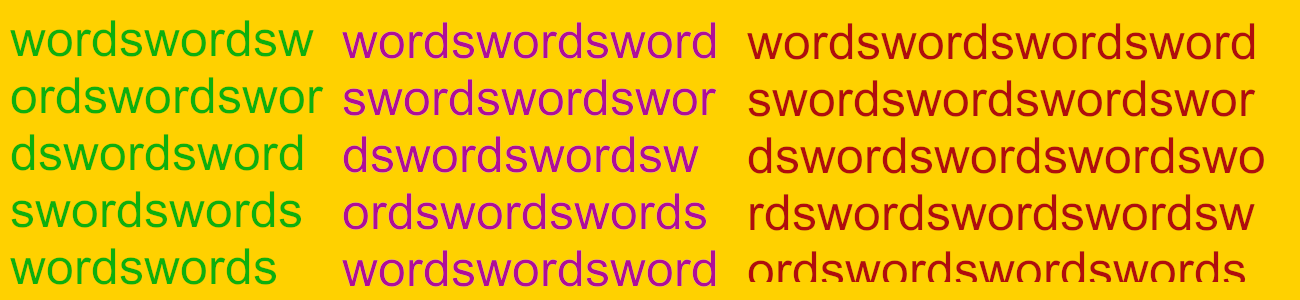 wordswordsw
ordswordswor
dswordsword
swordswords
wordswords
wordswordsword
swordswordswor
dswordswordsw
ordswordswords
wordswordsword
wordswordswordsword
swordswordswordswor
dswordswordswordswo
rdswordswordswordsw
ordswordswordswords